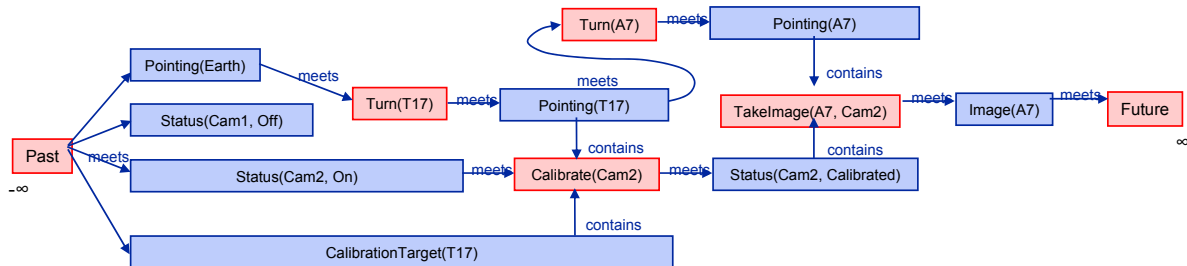 Turn(A7)
meets
Pointing(A7)
Pointing(Earth)
meets
meets
contains
Turn(T17)
meets
Pointing(T17)
TakeImage(A7, Cam2)
meets
Image(A7)
meets
Future
∞
Status(Cam1, Off)
Past
-∞
meets
contains
contains
Status(Cam2, On)
meets
Calibrate(Cam2)
meets
Status(Cam2, Calibrated)
contains
CalibrationTarget(T17)